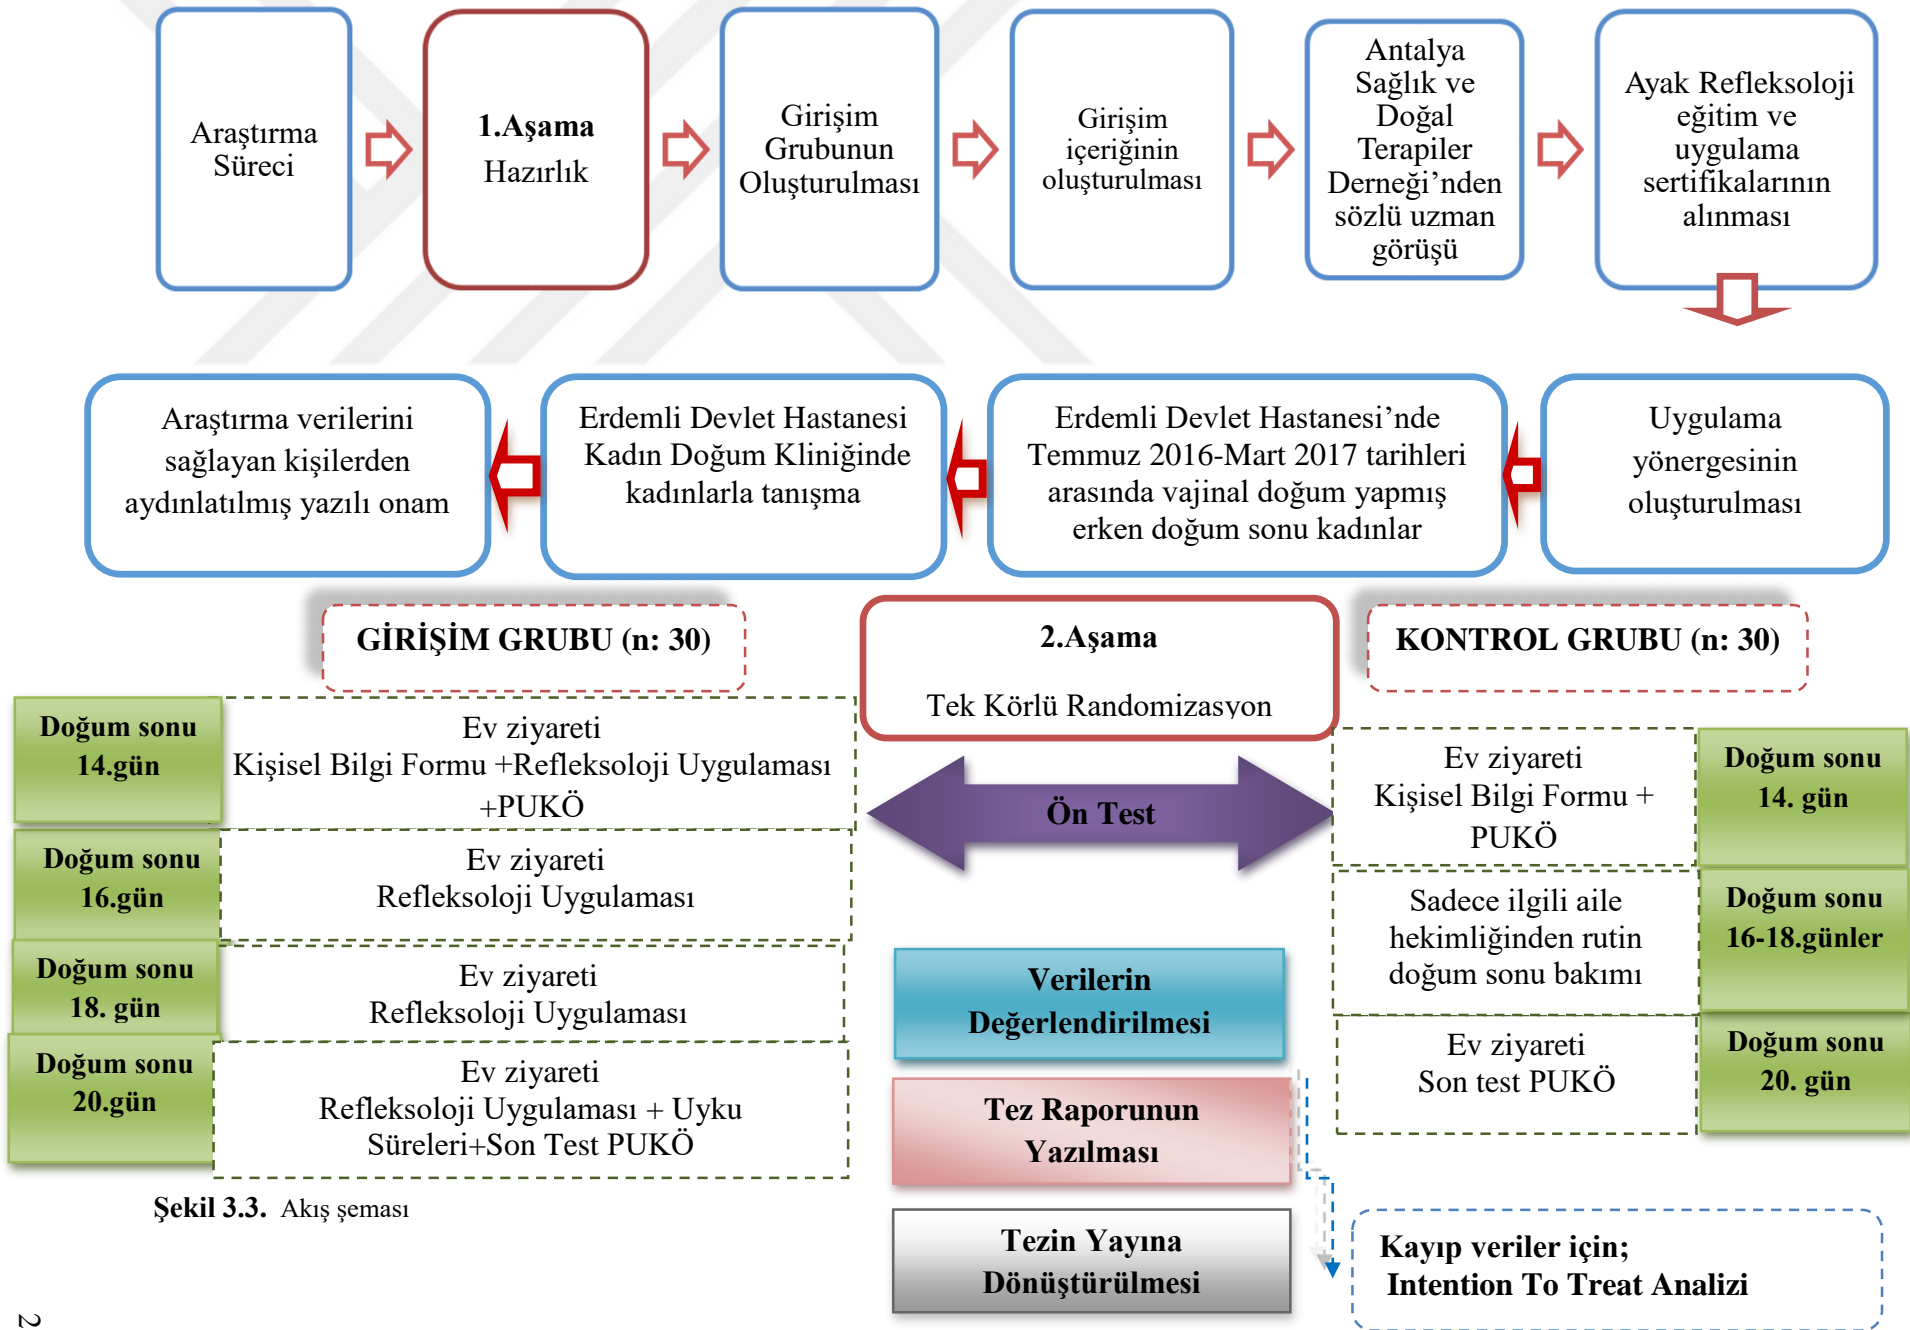 Araştırma
Süreci
1.Aşama
Hazırlık
Girişim
Grubunun
Oluşturulması
Girişim
içeriğinin
oluşturulması
Antalya
Sağlık ve
Doğal
Terapiler
Derneği’nden
sözlü uzman
görüşü
Ayak Refleksoloji
eğitim ve
uygulama
sertifikalarının
alınması
Uygulama
yönergesinin
oluşturulması
Erdemli Devlet Hastanesi’nde
Temmuz 2016-Mart 2017 tarihleri
arasında vajinal doğum yapmış
erken doğum sonu kadınlar
Erdemli Devlet Hastanesi
Kadın Doğum Kliniğinde
kadınlarla tanışma
Araştırma verilerini
sağlayan kişilerden
aydınlatılmış yazılı onam
GİRİŞİM GRUBU (n: 30)
2.Aşama
Tek Körlü Randomizasyon
KONTROL GRUBU (n: 30)
Doğum sonu
14.gün
Ev ziyareti
Kişisel Bilgi Formu +Refleksoloji Uygulaması
+PUKÖ
Doğum sonu
16.gün
Ev ziyareti
Refleksoloji Uygulaması
Doğum sonu
18. gün
Ev ziyareti
Refleksoloji Uygulaması
Doğum sonu
20.gün
Ev ziyareti
Refleksoloji Uygulaması + Uyku
Süreleri+Son Test PUKÖ
Ön Test
Ev ziyareti
Kişisel Bilgi Formu +
PUKÖ
Doğum sonu
14. gün
Sadece ilgili aile
hekimliğinden rutin
doğum sonu bakımı
Doğum sonu
16-18.günler
Ev ziyareti
Son test PUKÖ
Doğum sonu
20. gün
Verilerin
Değerlendirilmesi
Tez Raporunun
Yazılması
Tezin Yayına
Dönüştürülmesi
Kayıp veriler için;
Intention To Treat Analizi
Şekil 3.3. Akış şeması
2